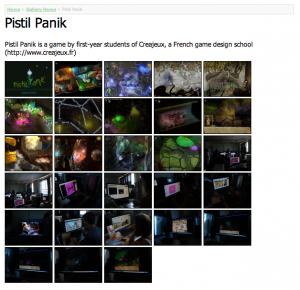 Home > Gallery Home > Pistil Panik
Pistil Panik
Pistil Panik is a game by first-year students of Creajeux, a French game design school
(http://www.creajeux.fr)